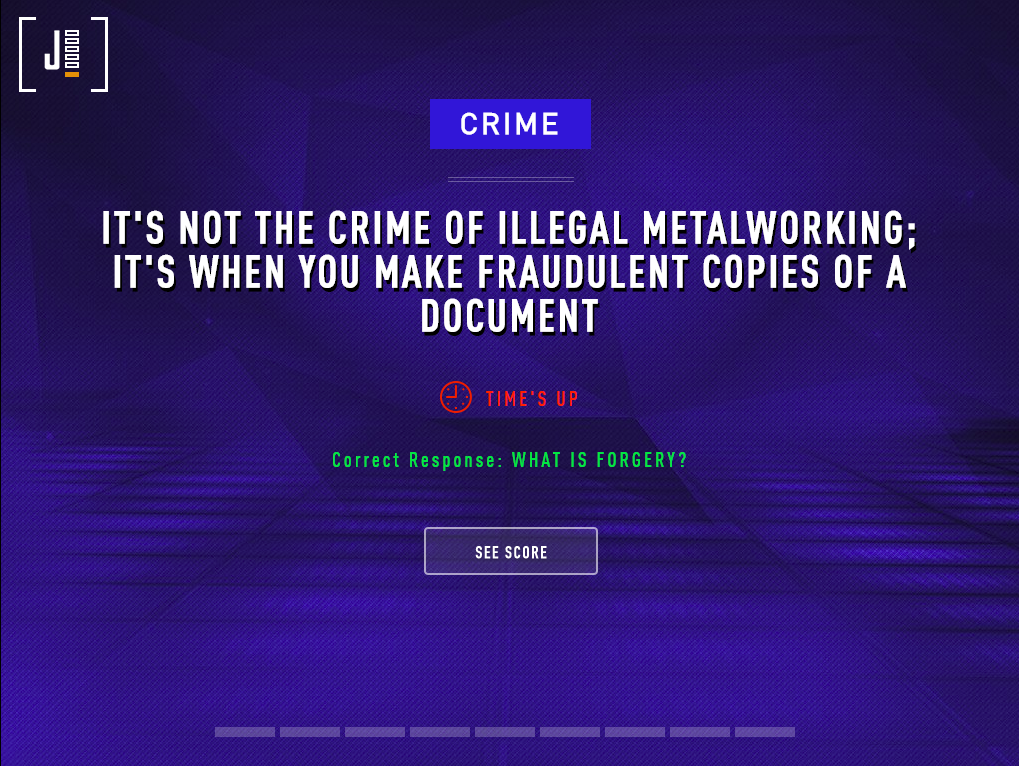 J
CRIME
IT'S NOT THE CRIME OF ILLEGAL METALWORKING;
IT'S WHEN YOU MAKE FRAUDULENT COPIES OF A
DOCUMENT
TIME'S UP
Correct Response: WHAT IS FORGERY?
SEE SCORE